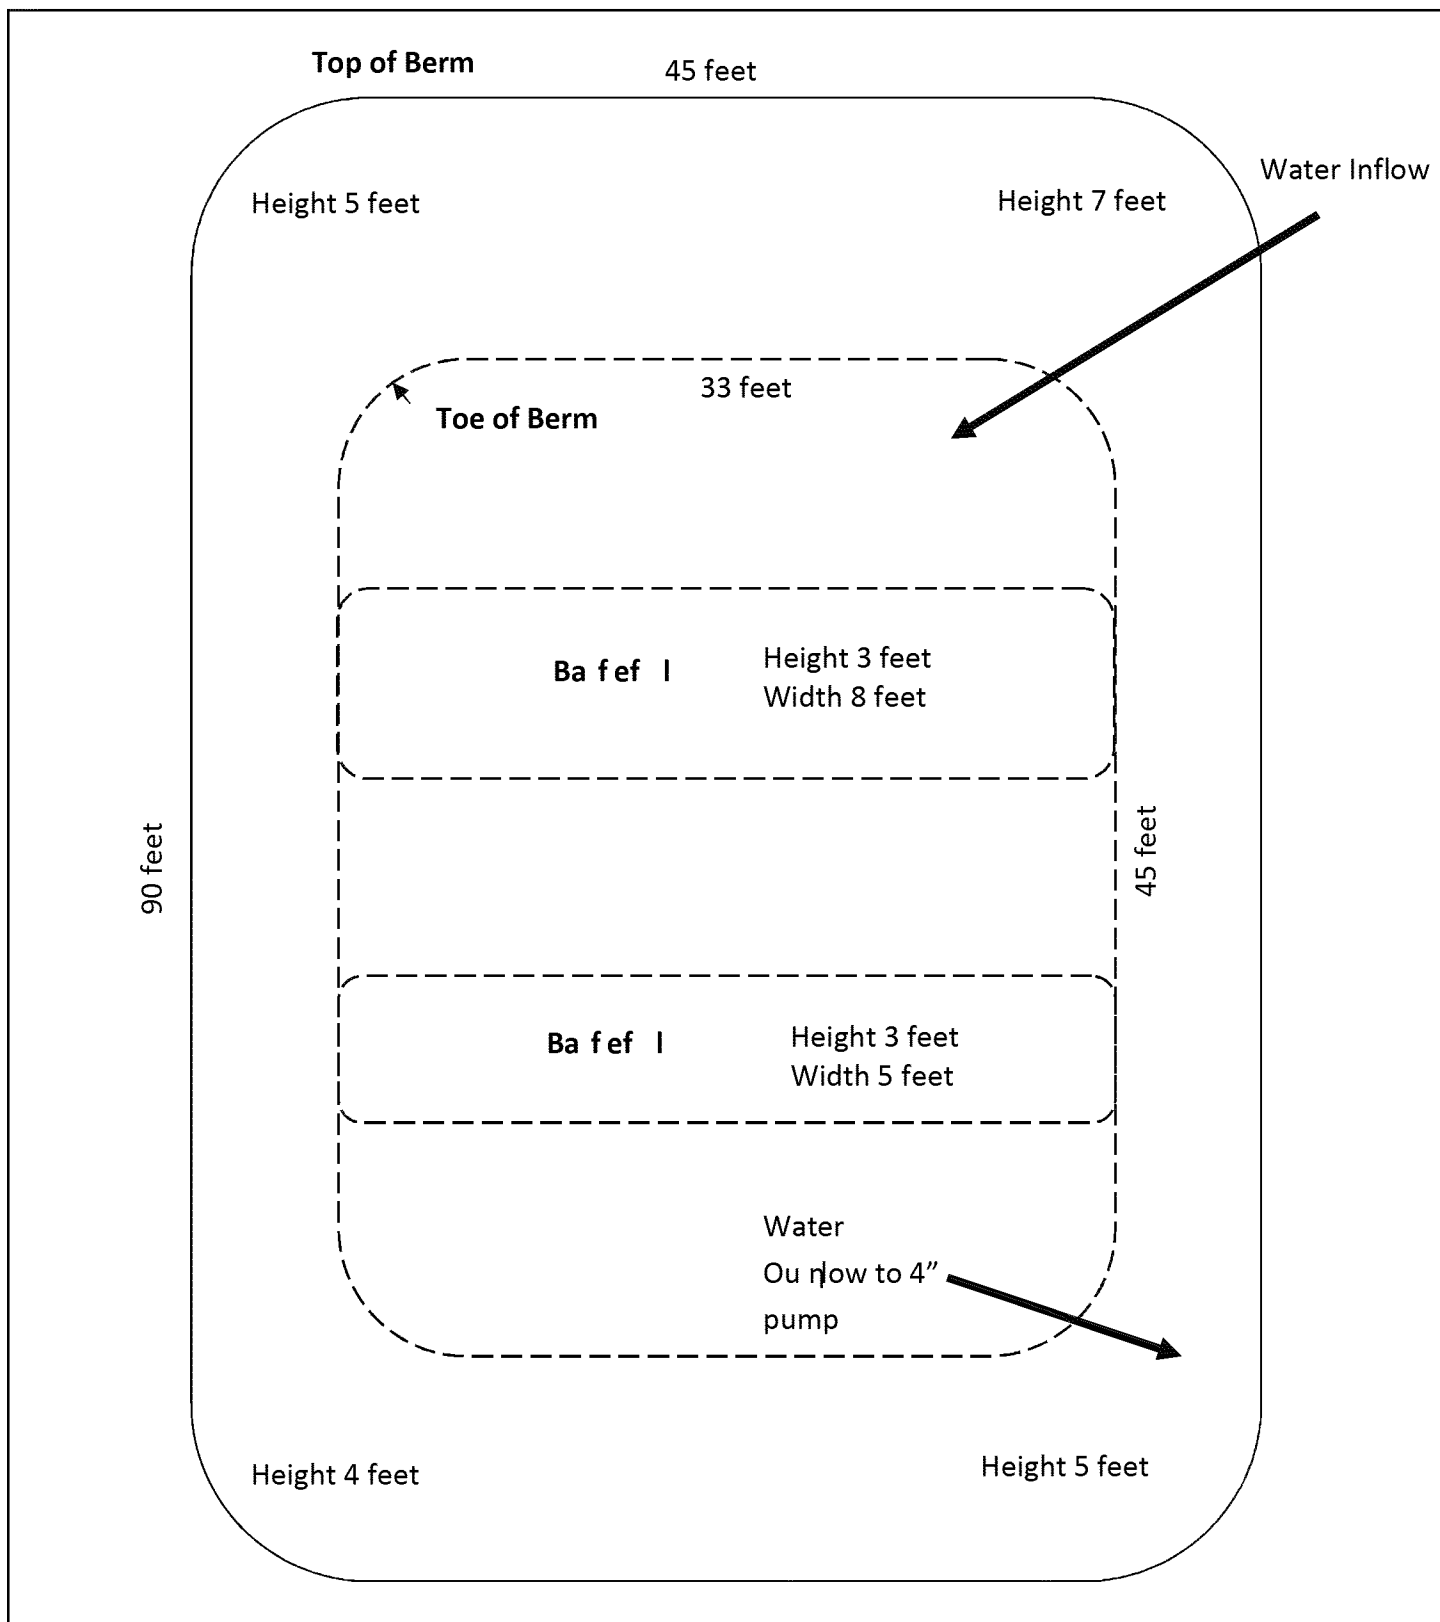 Top of Berm
45 feet
Water Inflow
Height 5 feet
Height 7 feet
33 feet
Toe of Berm
Ba f ef l
Height 3 feet
Width 8 feet
90 feet
45 feet
Ba f ef l
Height 3 feet
Width 5 feet
Water
low to 4”
pump
Height 4 feet
Height 5 feet